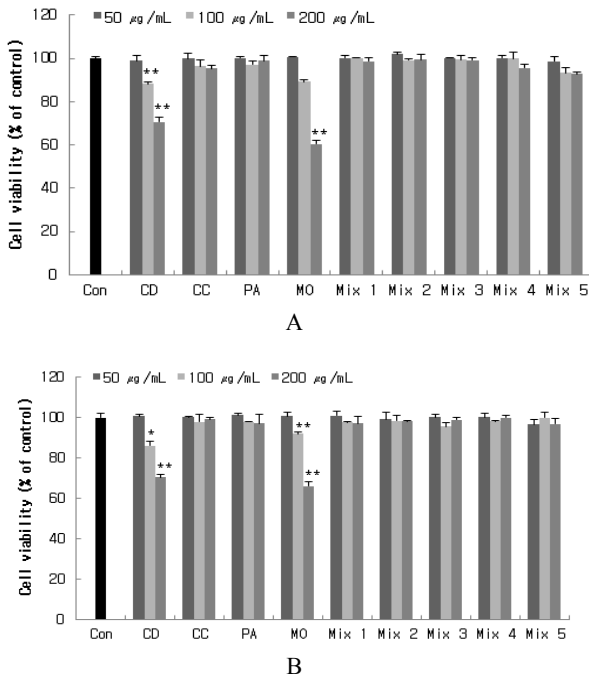 50 μg/mL 100 μg/mL 200 μg/mL
120
100
80
60
40
20
0
Cell viability (% of control)
** ** **
Con CD CC PA MO Mix 1 Mix 2 Mix 3 Mix 4 Mix 5
A
50 μg/mL 100 μg/mL 200 μg/mL
120
100
80
60
40
20
0
Cell viability (% of control)
* ** ** **
Con CD CC PA MO Mix 1 Mix 2 Mix 3 Mix 4 Mix 5
B